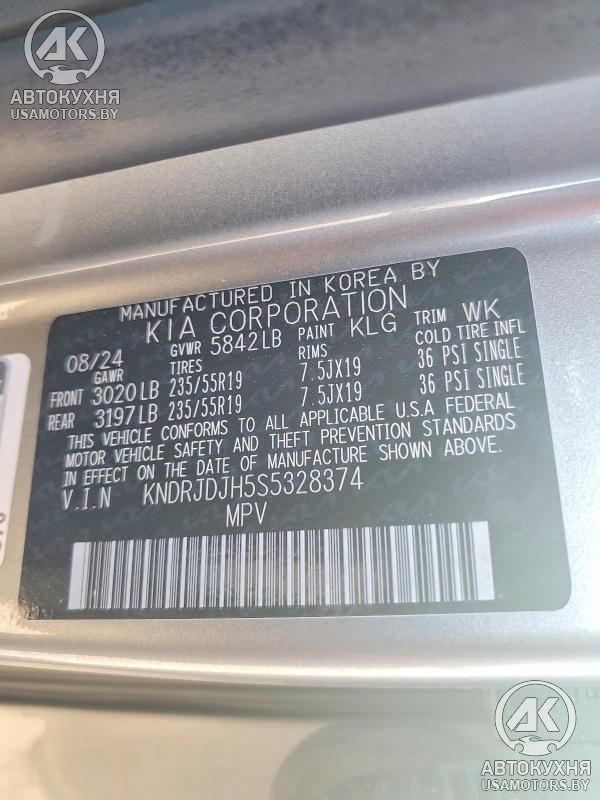 AK
АВТОКУХНЯ
USAMOTORS.BY
MANUFACTURED IN KOREA BY
KIA CORPORATION
08/24 GVWR 5842LB PAINT KLG TRIM WK
GAWR TIRES RIMS COLD TIRE INFL
FRONT 3020LB 235/55R19 7.5JX19 36 PSI SINGLE
REAR 3197LB 235/55R19 7.5JX19 36 PSI SINGLE
THIS VEHICLE CONFORMS TO ALL APPLICABLE U.S.A FEDERAL
MOTOR VEHICLE SAFETY AND THEFT PREVENTION STANDARDS
IN EFFECT ON THE DATE OF MANUFACTURE SHOWN ABOVE.
V.I.N KNDRJDJH5S5328374
MPV
AK
АВТОКУХНЯ
USAMOTORS.BY